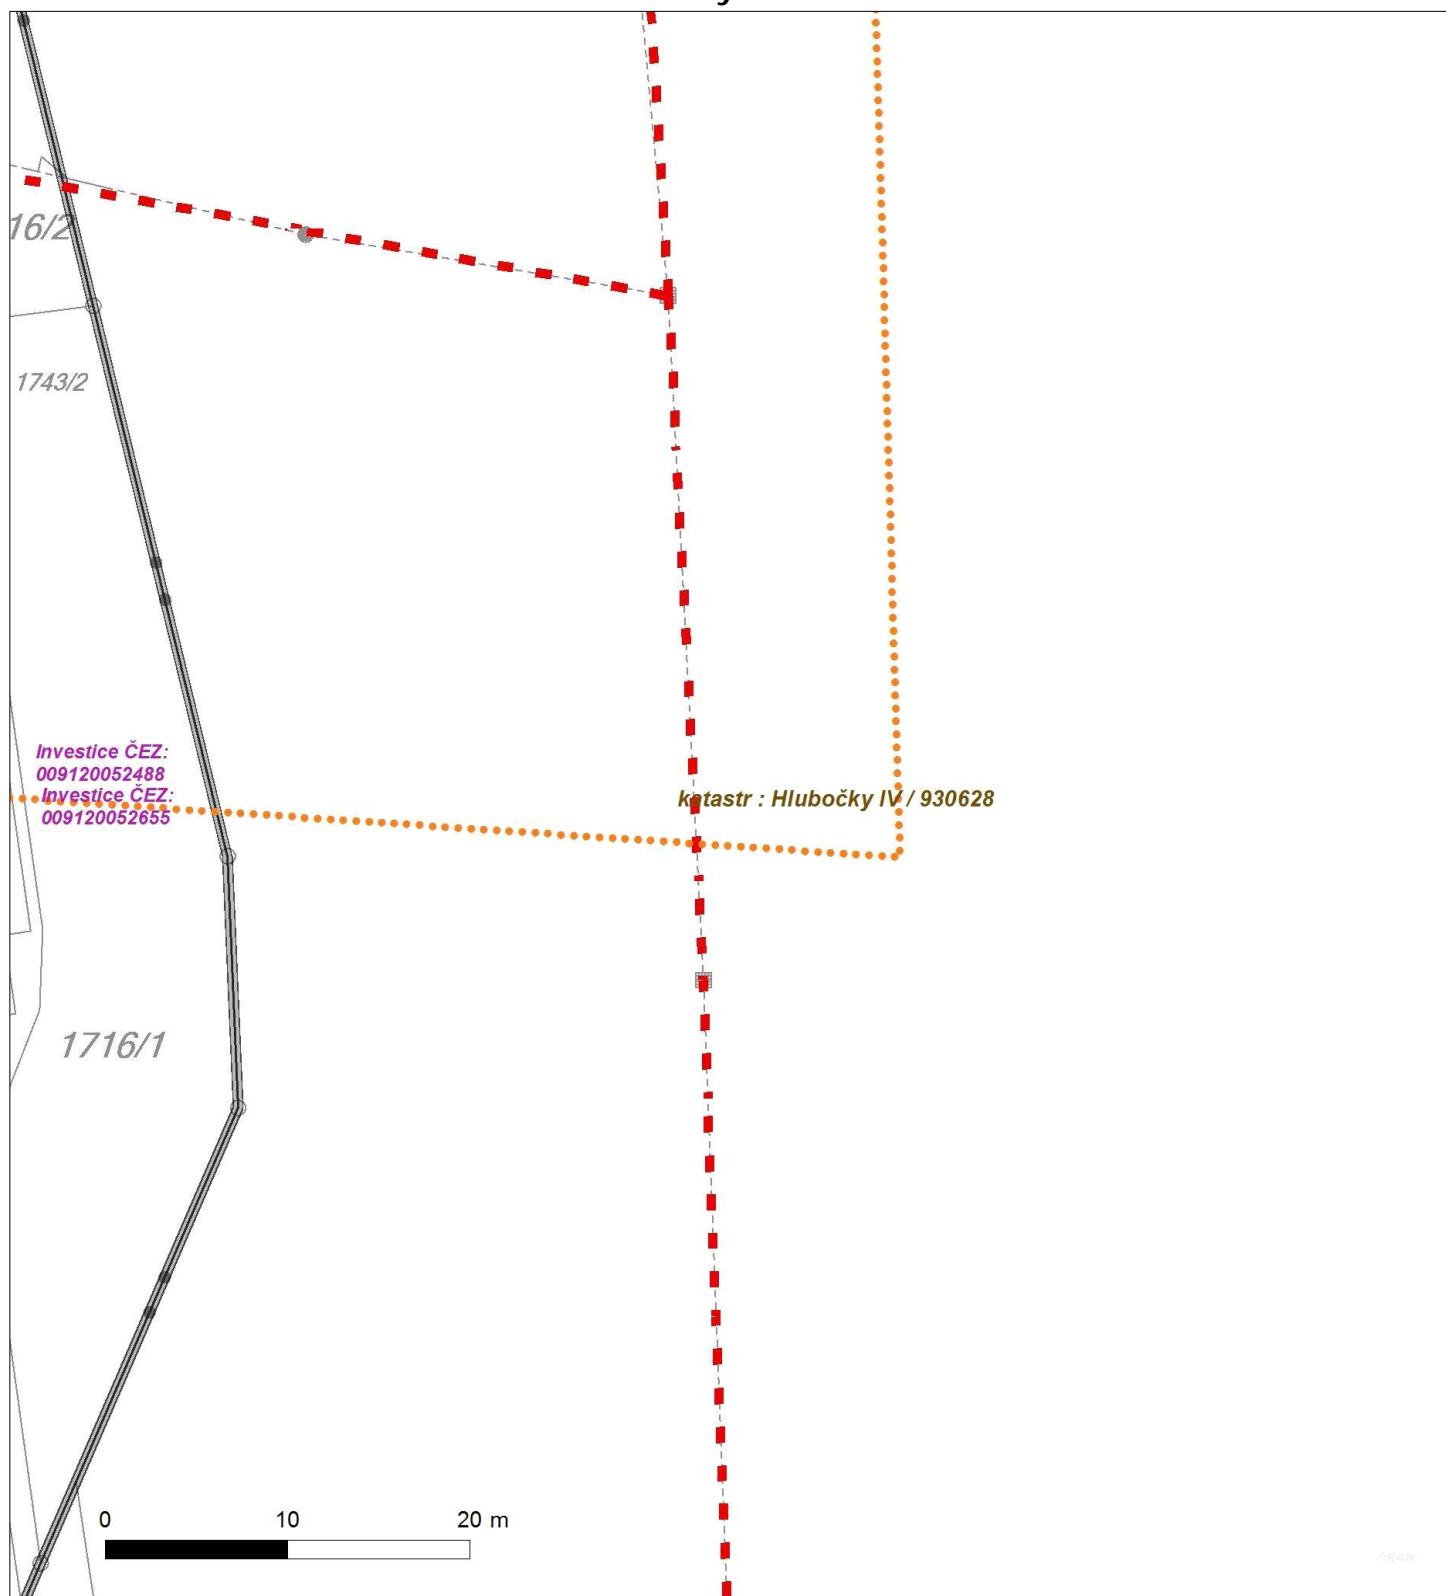 16/2
1743/2
Investice ČEZ:
009120052488
Investice ČEZ:
009120052655
katastr : Hlubočky IV / 930628
1716/1
0 10 20 m